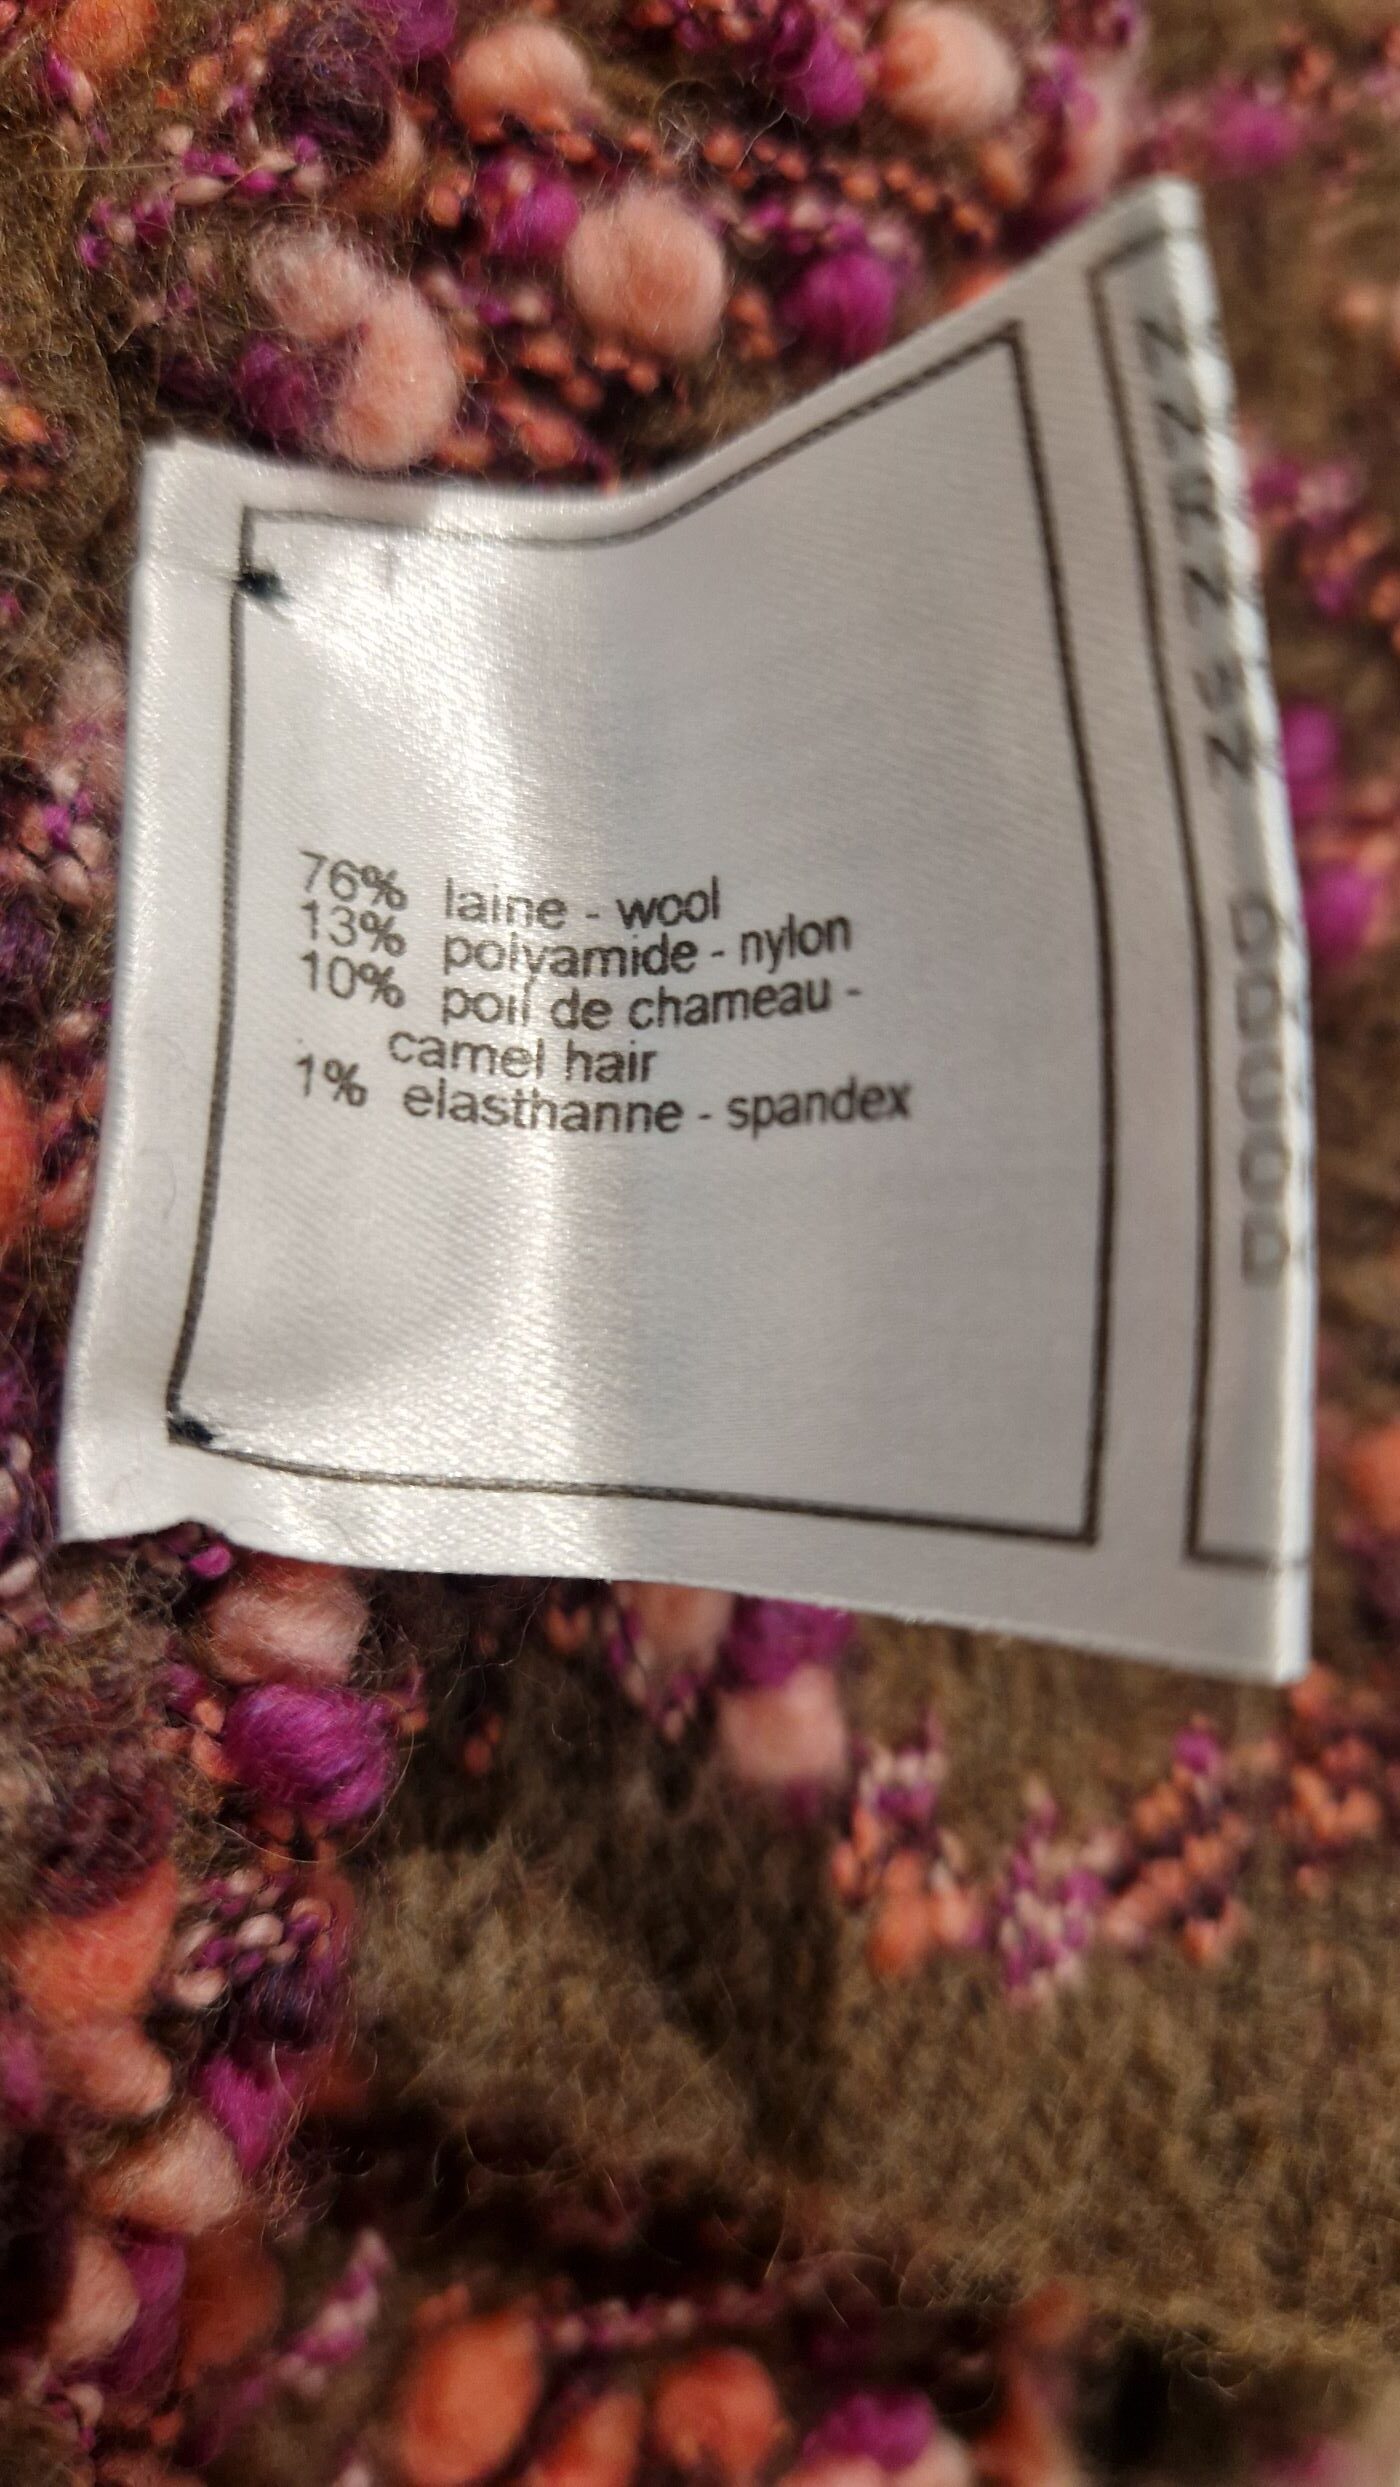 76% laine - wool
13% polyamide - nylon
10% poil de chameau -
camel hair
1% elasthanne - spandex